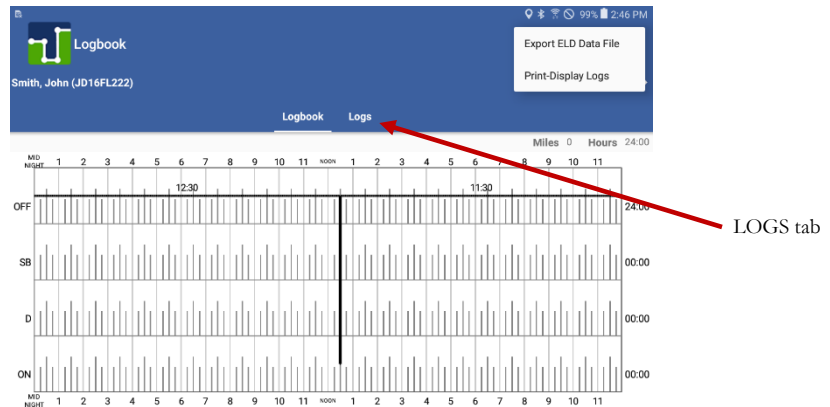 99% 2:46 PM
Logbook
Export ELD Data File
Smith, John (JD16FL222)
Print-Display Logs
Logbook Logs
Miles 0 Hours 24:00
MID NIGHT 1 2 3 4 5 6 7 8 9 10 11 NOON 1 2 3 4 5 6 7 8 9 10 11
12:30 11:30
OFF 24:00
LOGS tab
SB 00:00
D 00:00
ON 00:00
MID NIGHT 1 2 3 4 5 6 7 8 9 10 11 NOON 1 2 3 4 5 6 7 8 9 10 11